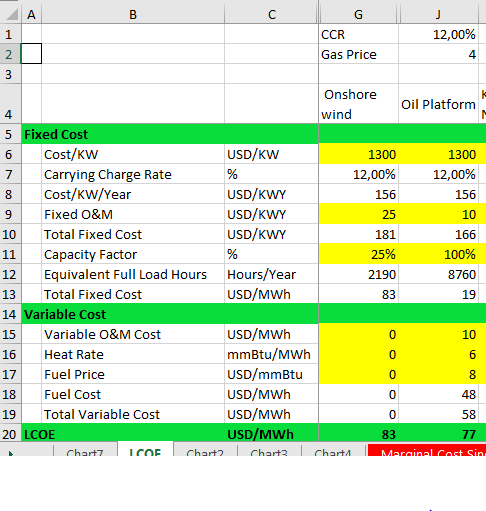 A B C G J
1 CCR 12,00%
2 Gas Price 4
3
4 Onshore wind Oil Platform
5 Fixed Cost
6 Cost/KW USD/KW 1300 1300
7 Carrying Charge Rate % 12,00% 12,00%
8 Cost/KW/Year USD/KWY 156 156
9 Fixed O&M USD/KWY 25 10
10 Total Fixed Cost USD/KWY 181 166
11 Capacity Factor % 25% 100%
12 Equivalent Full Load Hours Hours/Year 2190 8760
13 Total Fixed Cost USD/MWh 83 19
14 Variable Cost
15 Variable O&M Cost USD/MWh 0 10
16 Heat Rate mmBtu/MWh 0 6
17 Fuel Price USD/mmBtu 0 8
18 Fuel Cost USD/MWh 0 48
19 Total Variable Cost USD/MWh 0 58
20 LCOE USD/MWh 83 77
Chart7 LCOE Chart2 Chart3 Chart4 Marginal Cost Sin